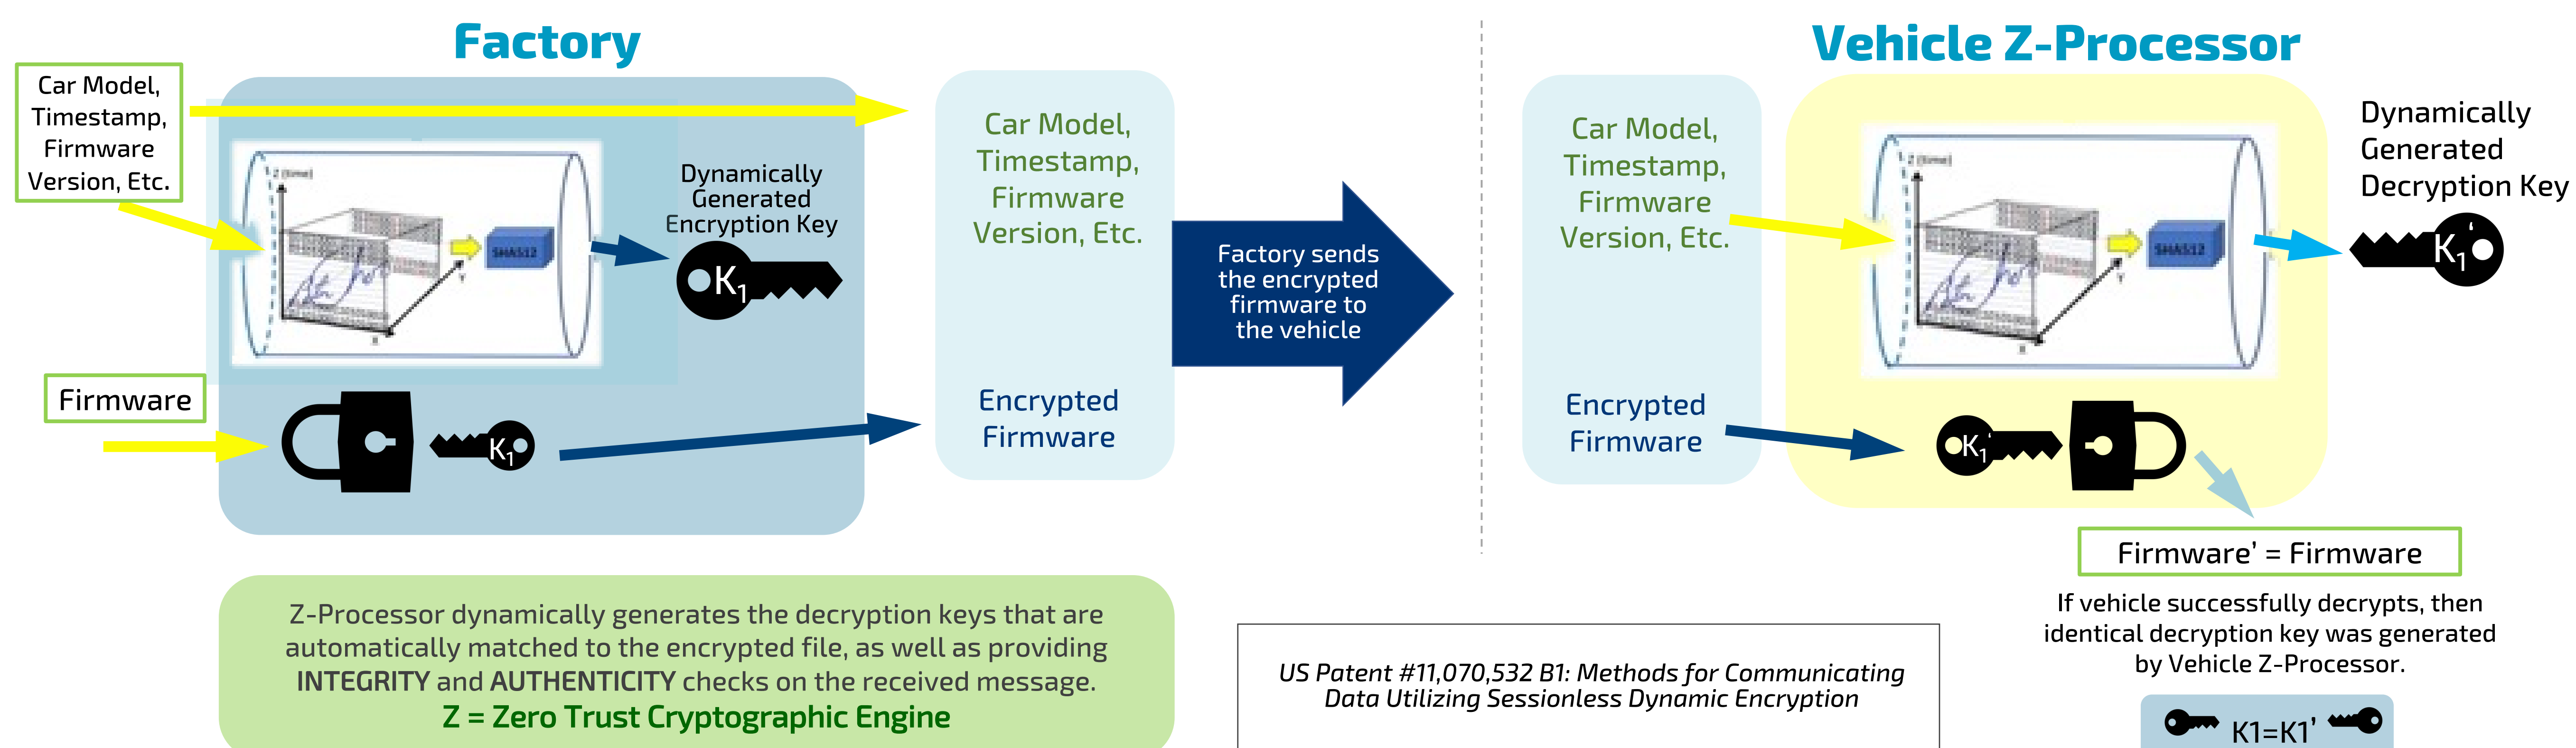 Factory
Vehicle Z-Processor
Car Model,
Timestamp,
Firmware
Version, Etc.
Z (time)
Y
X
SHA512
Dynamically
Generated
Encryption Key
K1
Firmware
K1
Car Model,
Timestamp,
Firmware
Version, Etc.
Encrypted
Firmware
Factory sends
the encrypted
firmware to
the vehicle
Car Model,
Timestamp,
Firmware
Version, Etc.
Encrypted
Firmware
Z (time)
Y
X
SHA512
Dynamically
Generated
Decryption Key
K1‘
K1‘
Firmware’ = Firmware
If vehicle successfully decrypts, then
identical decryption key was generated
by Vehicle Z-Processor.
K1=K1’
Z-Processor dynamically generates the decryption keys that are
automatically matched to the encrypted file, as well as providing
INTEGRITY and AUTHENTICITY checks on the received message.
Z = Zero Trust Cryptographic Engine
US Patent #11,070,532 B1: Methods for Communicating
Data Utilizing Sessionless Dynamic Encryption